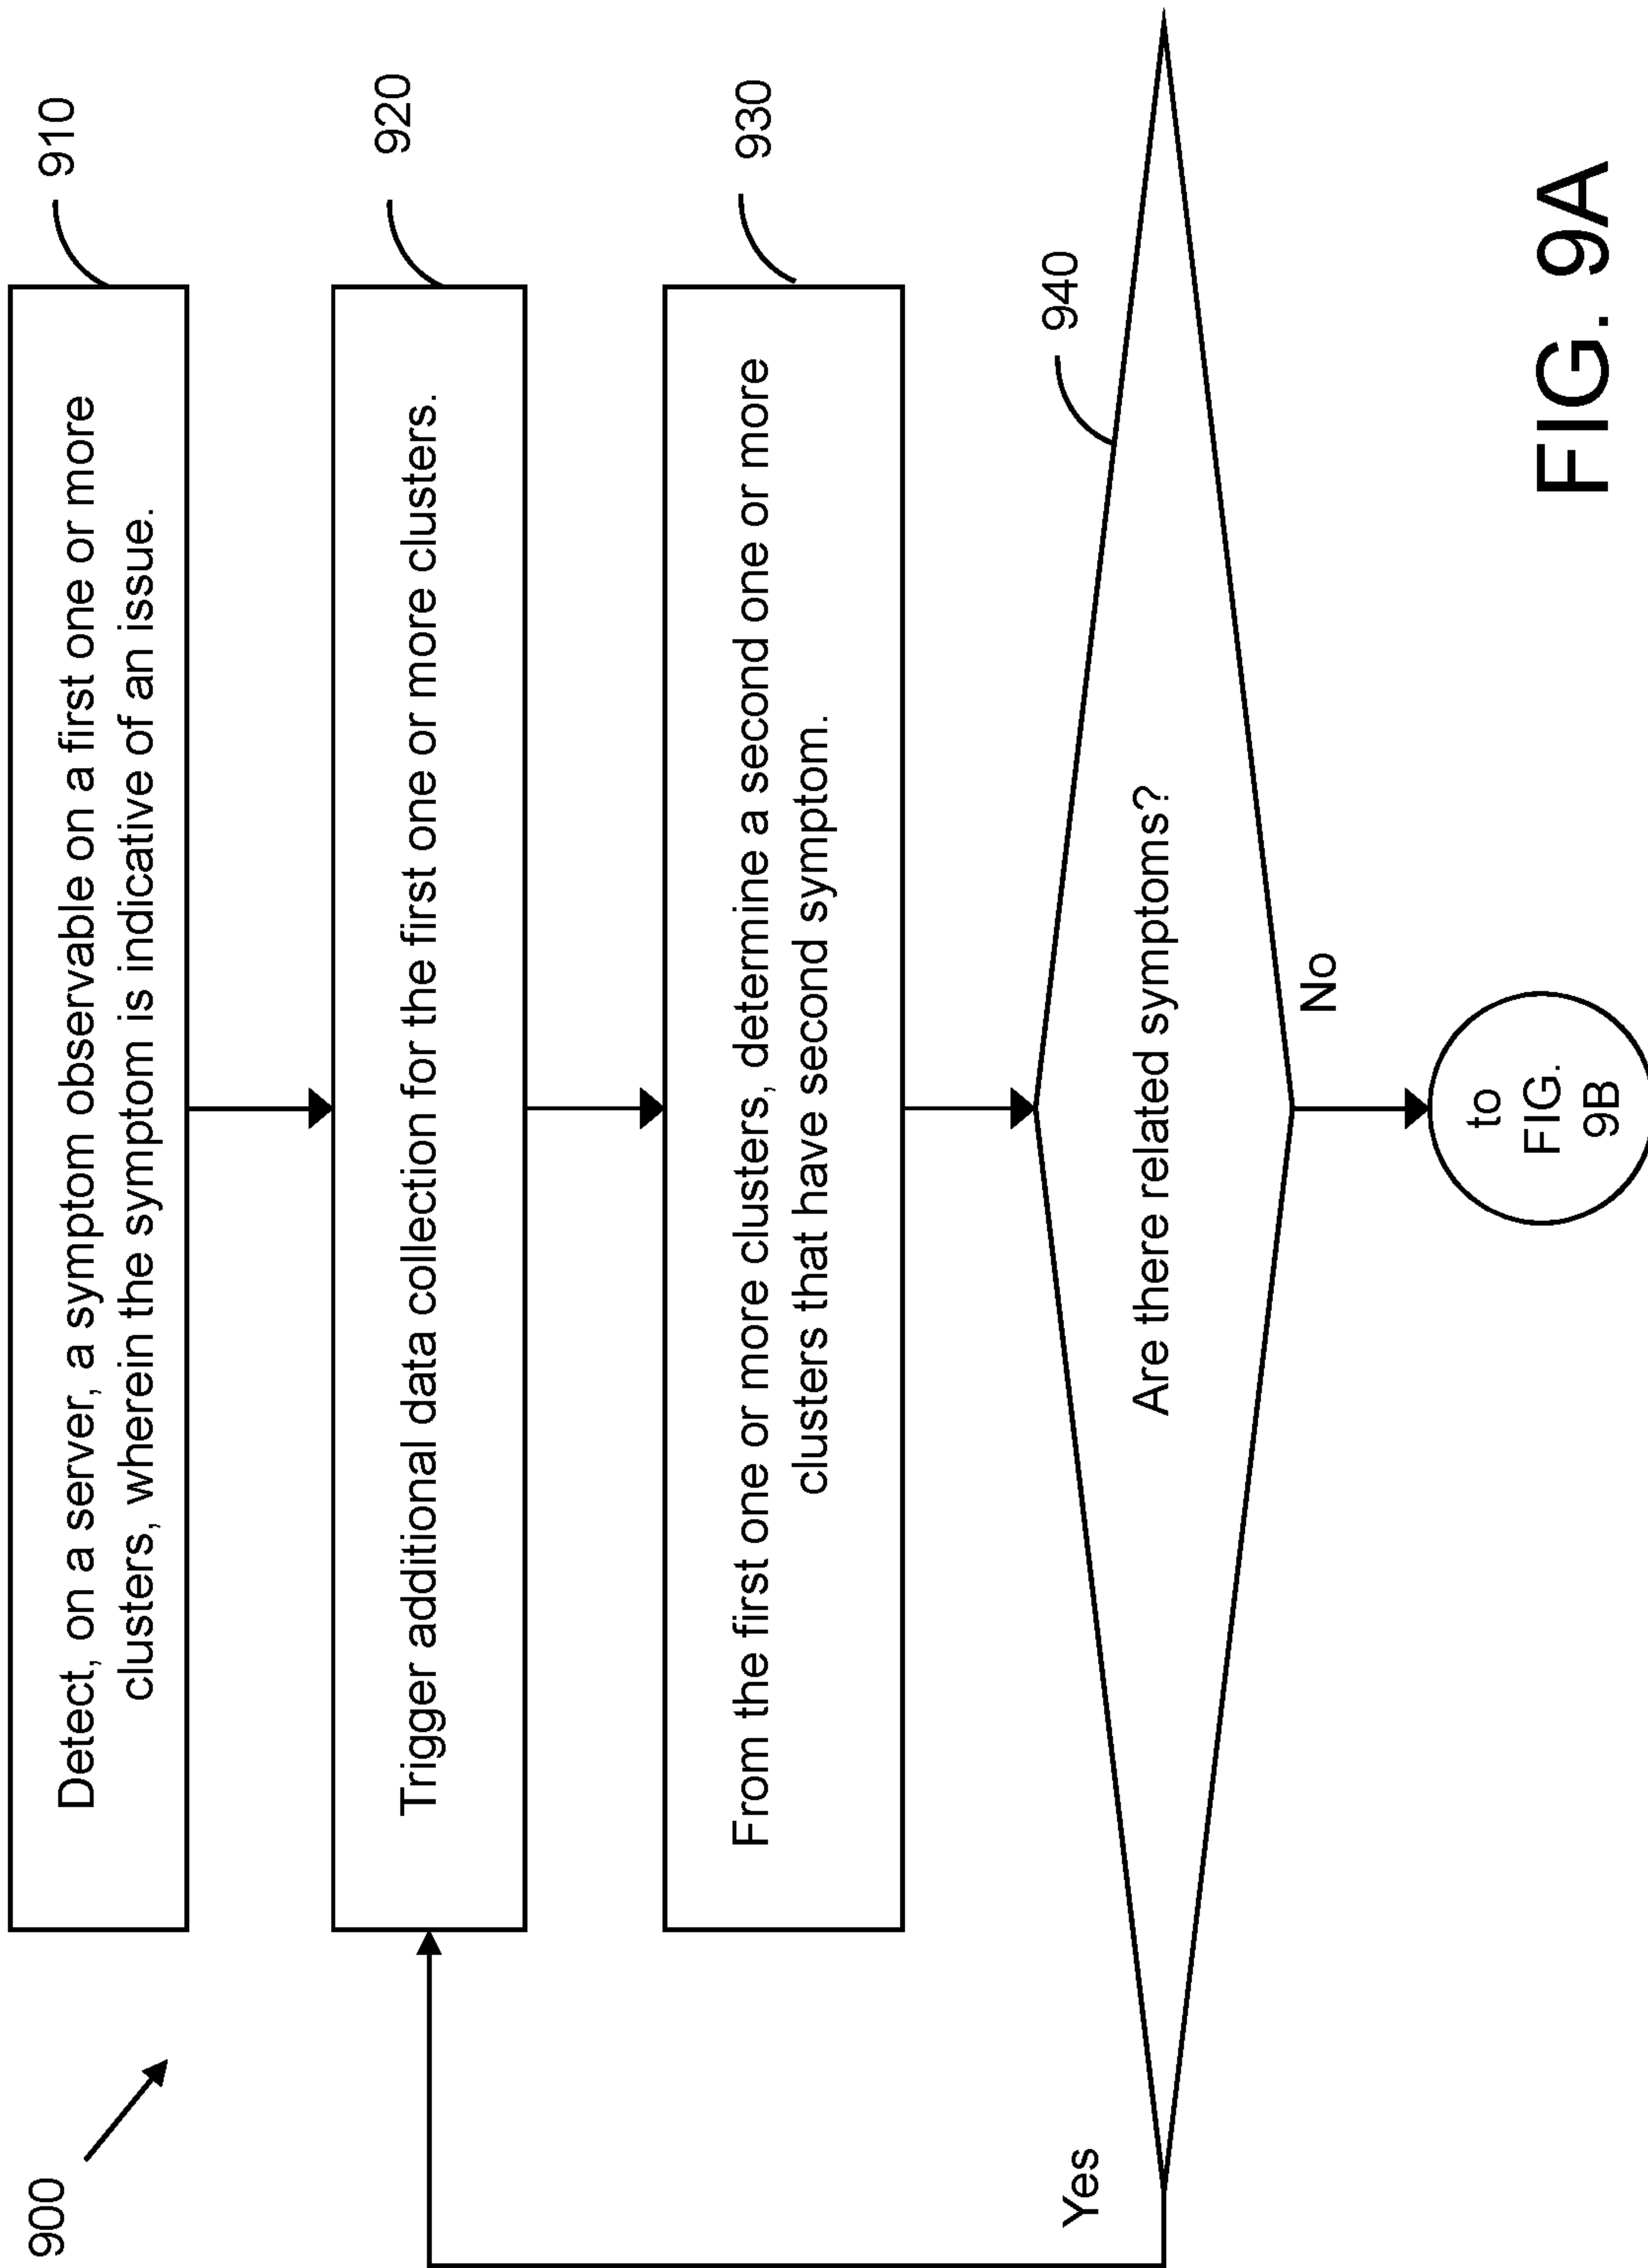 900
Detect, on a server, a symptom observable on a first one or more
clusters, wherein the symptom is indicative of an issue.
910
Trigger additional data collection for the first one or more clusters.
920
From the first one or more clusters, determine a second one or more
clusters that have second symptom.
930
Are there related symptoms?
940
Yes
No
to
FIG.
9B
FIG. 9A